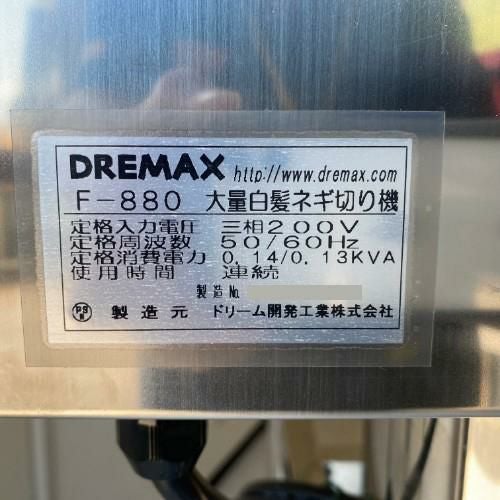 DREMAX http://www.dremax.com
F-880 大量白髪ネギ切り機
定格入力電圧 三相200V
定格周波数 50/60Hz
定格消費電力 0.14/0.13KVA
使用時間 連続
製造No.
PSE 製造元 ドリーム開発工業株式会社